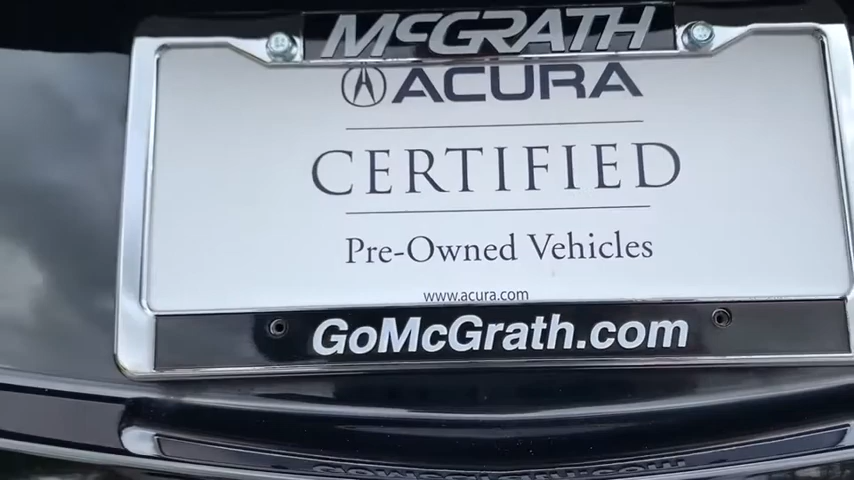 McGRATH
ACURA
CERTIFIED
Pre-Owned Vehicles
www.acura.com
GoMcGrath.com